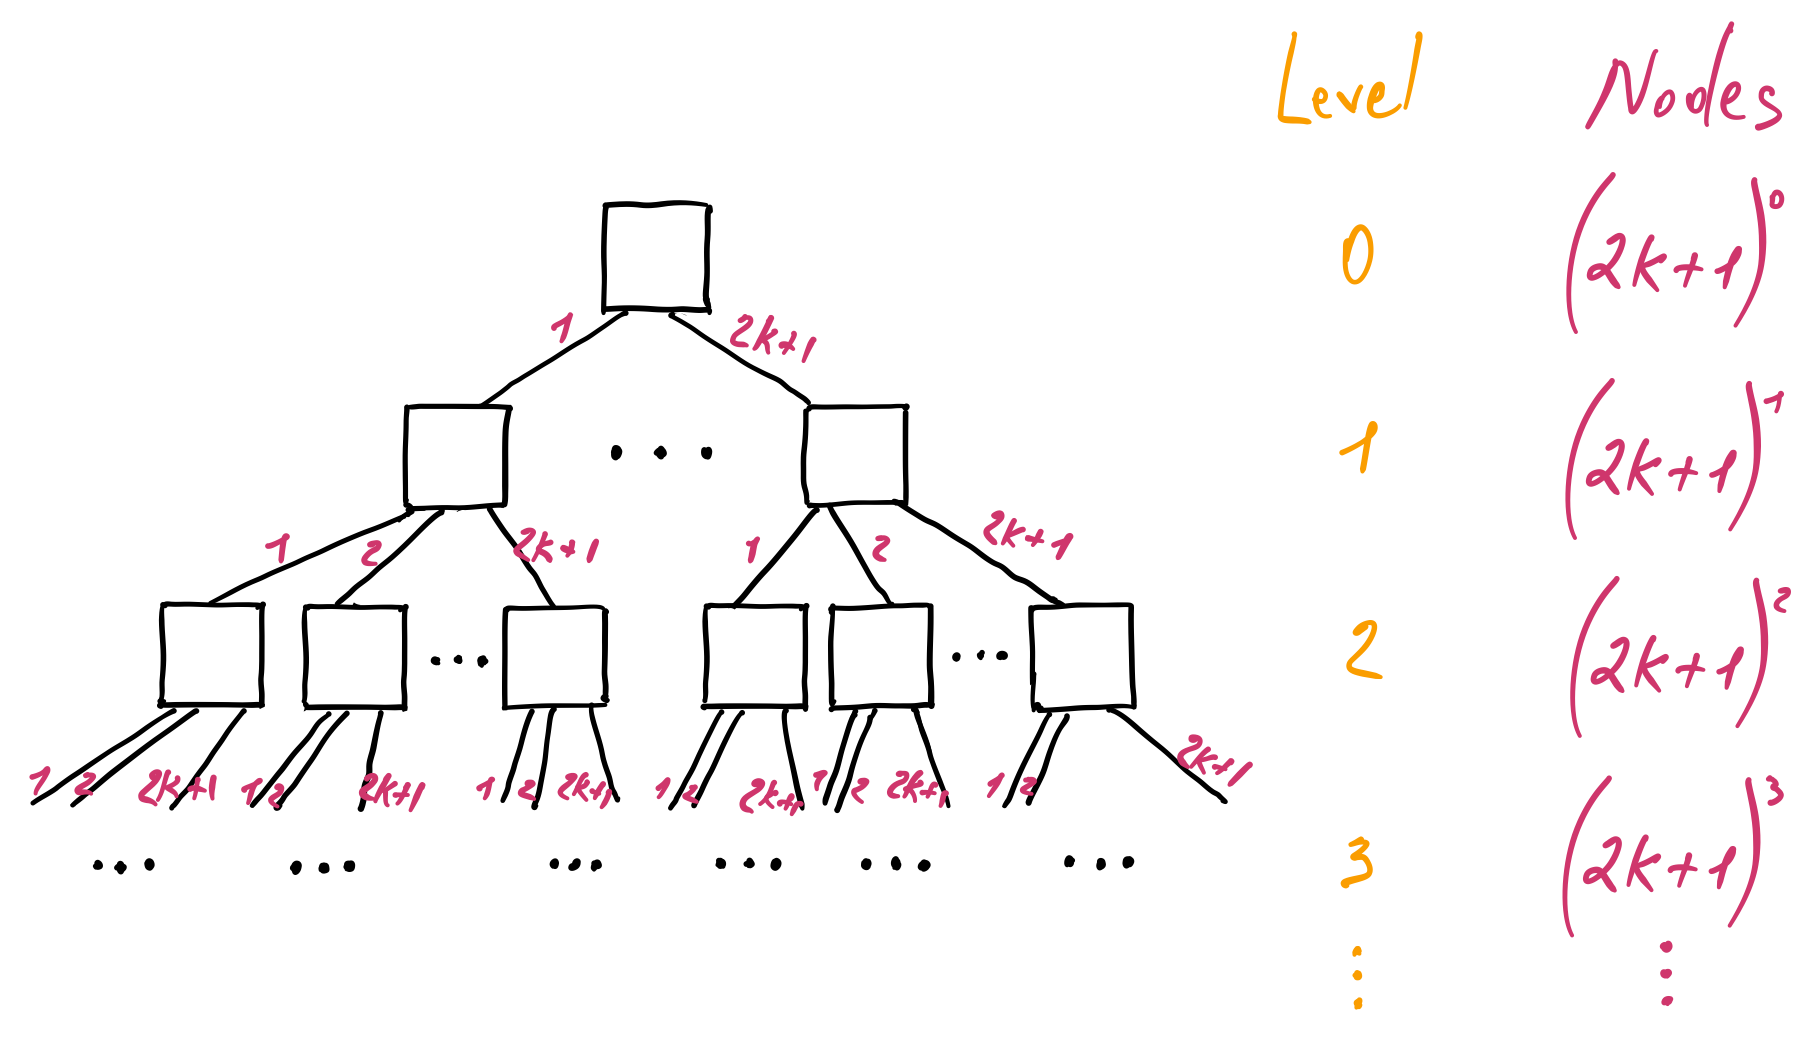 Level Nodes
0 (2k+1)^0
1 2k+1
1 (2k+1)^1
1 2 2k+1 1 2 2k+1
2 (2k+1)^2
1 2 2k+1 1 2 2k+1 1 2 2k+1 1 2 2k+1 1 2 2k+1 1 2 2k+1
3 (2k+1)^3